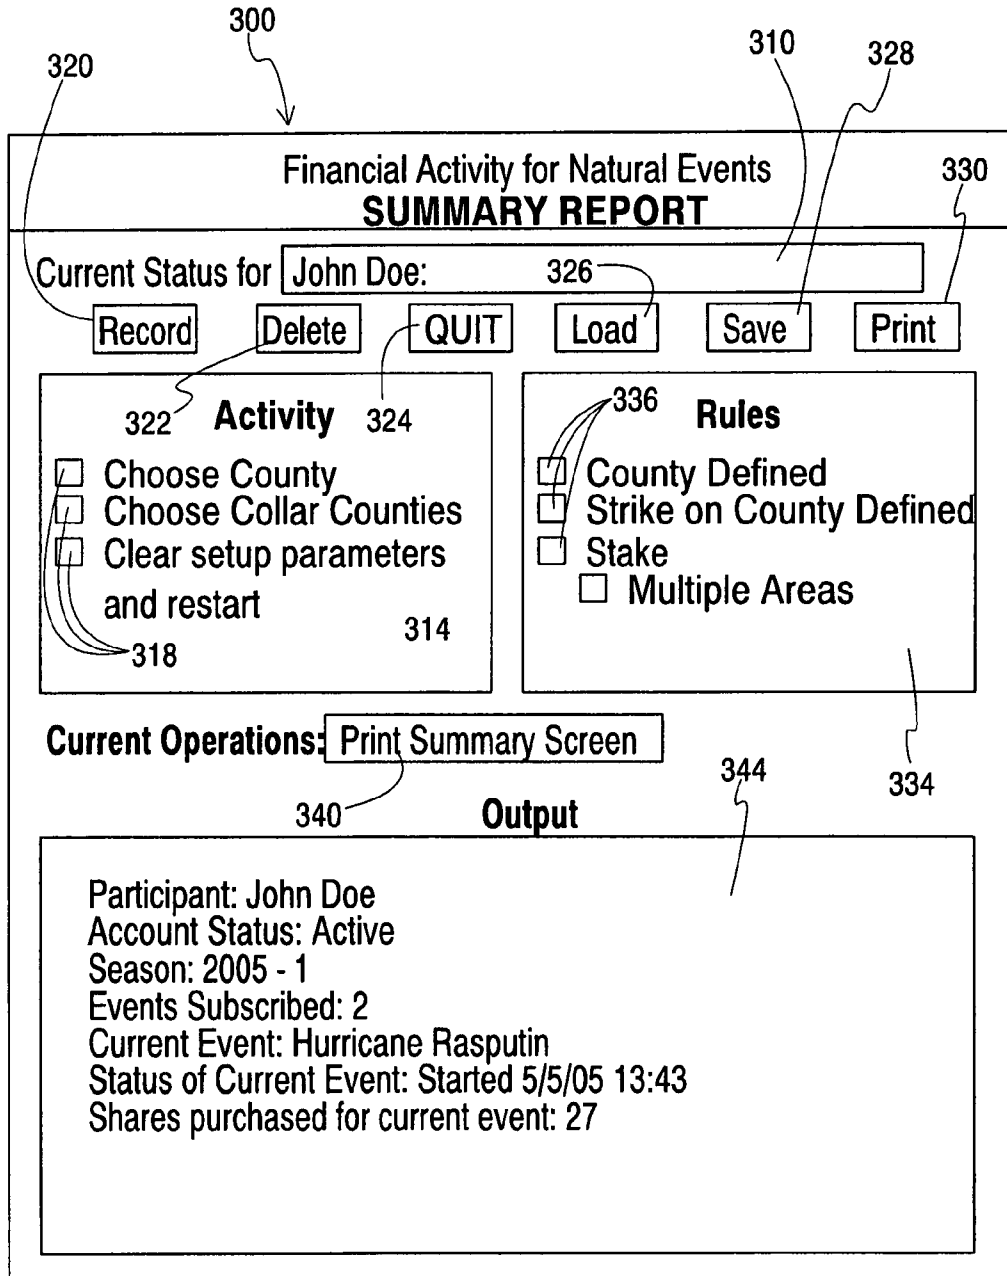 300
320
310
328
Financial Activity for Natural Events
330
SUMMARY REPORT
Current Status for John Doe: 326
Record Delete QUIT Load Save Print
322 Activity 324
Choose County
Choose Collar Counties
Clear setup parameters
and restart
314
318
336
Rules
County Defined
Strike on County Defined
Stake
Multiple Areas
334
Current Operations: Print Summary Screen
340
344
Output
Participant: John Doe
Account Status: Active
Season: 2005 - 1
Events Subscribed: 2
Current Event: Hurricane Rasputin
Status of Current Event: Started 5/5/05 13:43
Shares purchased for current event: 27